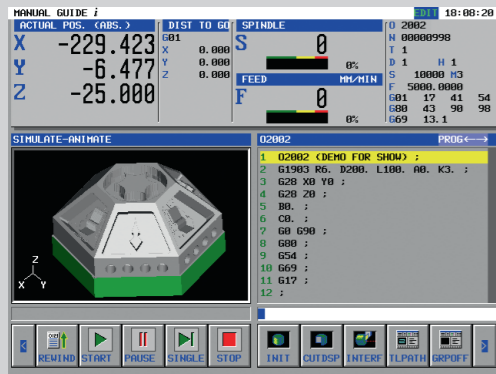 MANUAL GUIDE i EDIT 18:08:20
ACTUAL POS. (ABS.) DIST TO GO SPINDLE
X -229.423
Y -6.477
Z -25.000
G01
X 0.000
Y 0.000
Z 0.000
S 0
0%
FEED MM/MIN
F 0
0%
O 2002
N 00000998
T 1
D 1 H 1
S 10000 M3
F 5000.0000
G01 17 41 54
G80 43 90 98
G69 13.1
SIMULATE-ANIMATE
Z
X Y
O2002 PROG←→
1 O2002 (DEMO FOR SHOW) ;
2 G1903 R6. D200. L100. A0. K3. ;
3 G28 X0 Y0 ;
4 G28 Z0 ;
5 B0. ;
6 C0. ;
7 G0 G90 ;
8 G80 ;
9 G54 ;
10 G69 ;
11 G17 ;
12 ;
REWIND START PAUSE SINGLE STOP INIT CUTDSP INTERF TLPATH GRPOFF